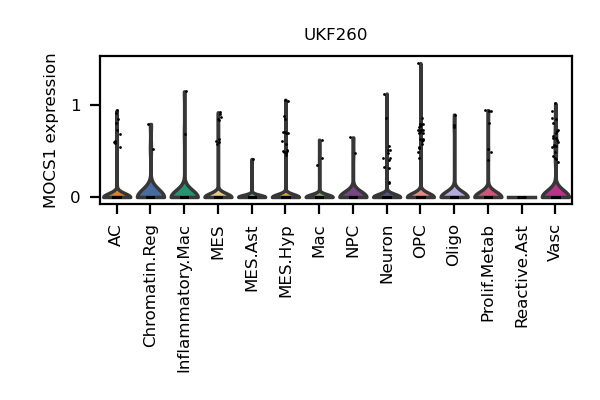 UKF260
MOCS1 expression
1
0
AC
Chromatin.Reg
Inflammatory.Mac
MES
MES.Ast
MES.Hyp
Mac
NPC
Neuron
OPC
Oligo
Prolif.Metab
Reactive.Ast
Vasc